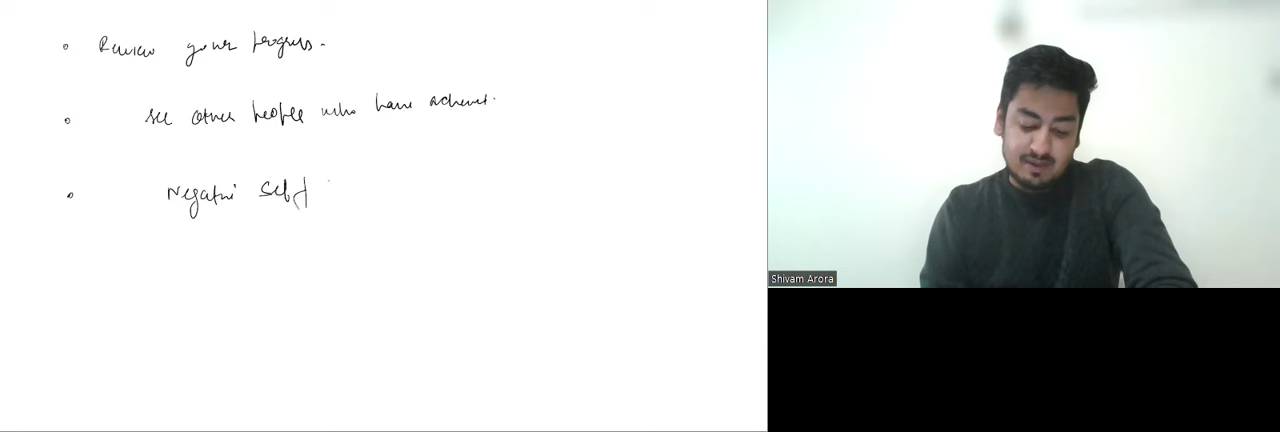 Review your progress.
see other people who have achieved.
Negative self
Shivam Arora